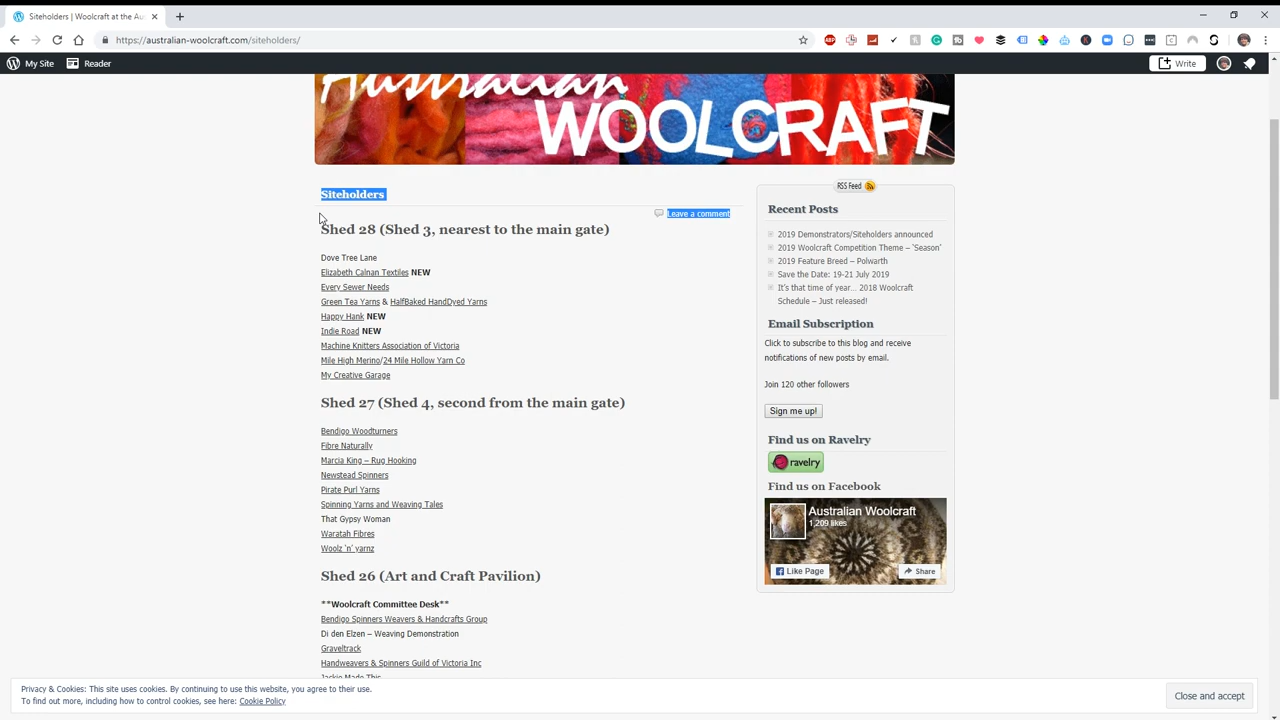 Siteholders | Woolcraft at the Au
https://australian-woolcraft.com/siteholders/
My Site
Reader
Write
Australian
WOOLCRAFT
Siteholders
Leave a comment
Shed 28 (Shed 3, nearest to the main gate)
Dove Tree Lane
Elizabeth Calnan Textiles NEW
Every Sewer Needs
Green Tea Yarns & HalfBaked HandDyed Yarns
Happy Hank NEW
Indie Road NEW
Machine Knitters Association of Victoria
Mile High Merino/24 Mile Hollow Yarn Co
My Creative Garage
Shed 27 (Shed 4, second from the main gate)
Bendigo Woodturners
Fibre Naturally
Marcia King – Rug Hooking
Newstead Spinners
Pirate Purl Yarns
Spinning Yarns and Weaving Tales
That Gypsy Woman
Waratah Fibres
Woolz 'n' yarnz
Shed 26 (Art and Craft Pavilion)
**Woolcraft Committee Desk**
Bendigo Spinners Weavers & Handcrafts Group
Di den Elzen – Weaving Demonstration
Graveltrack
Handweavers & Spinners Guild of Victoria Inc
Jackie Made This
RSS Feed
Recent Posts
2019 Demonstrators/Siteholders announced
2019 Woolcraft Competition Theme – 'Season'
2019 Feature Breed – Polwarth
Save the Date: 19-21 July 2019
It's that time of year… 2018 Woolcraft
Schedule – Just released!
Email Subscription
Click to subscribe to this blog and receive
notifications of new posts by email.
Join 120 other followers
Sign me up!
Find us on Ravelry
ravelry
Find us on Facebook
Australian Woolcraft
1,209 likes
Like Page
Share
Privacy & Cookies: This site uses cookies. By continuing to use this website, you agree to their use.
To find out more, including how to control cookies, see here: Cookie Policy
Close and accept